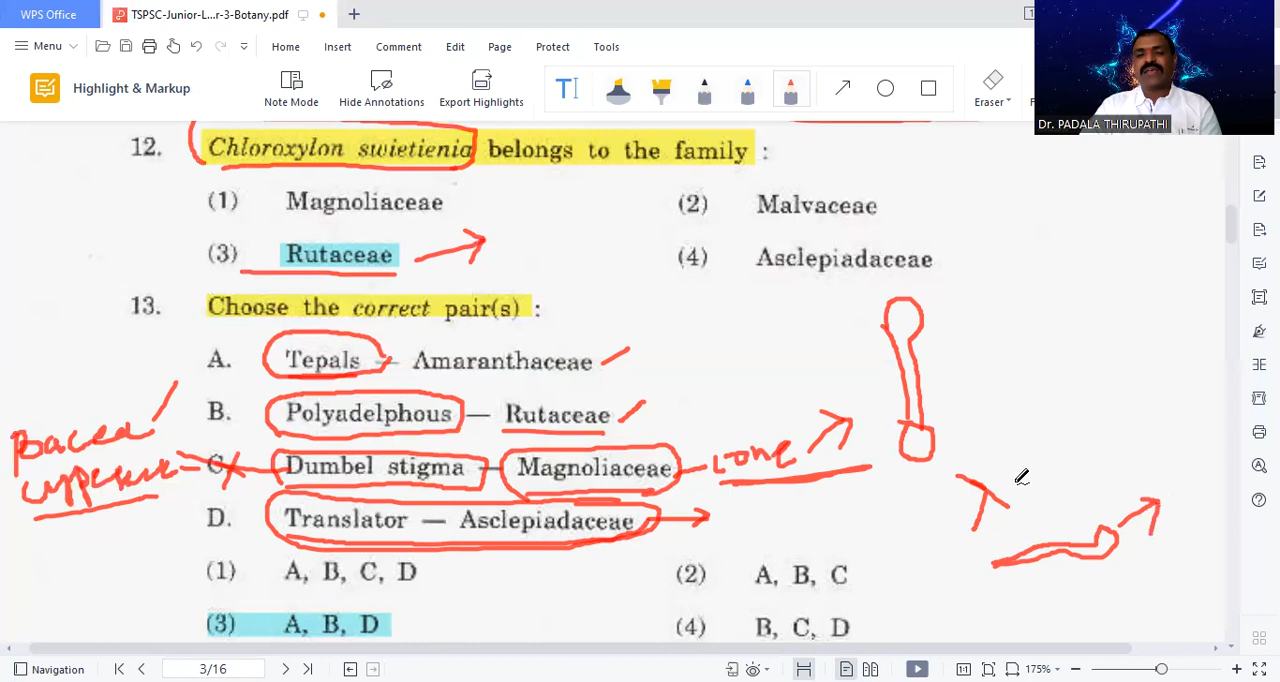 WPS Office
TSPSC-Junior-L...r-3-Botany.pdf
Menu
Home
Insert
Comment
Edit
Page
Protect
Tools
Highlight & Markup
Note Mode
Hide Annotations
Export Highlights
Eraser
Dr. PADALA THIRUPATHI
12. Chloroxylon swietienia belongs to the family :
(1) Magnoliaceae (2) Malvaceae
(3) Rutaceae (4) Asclepiadaceae
13. Choose the correct pair(s) :
A. Tepals — Amaranthaceae
B. Polyadelphous — Rutaceae
C. Dumbel stigma — Magnoliaceae
D. Translator — Asclepiadaceae
(1) A, B, C, D (2) A, B, C
(3) A, B, D (4) B, C, D
Navigation
3/16
175%